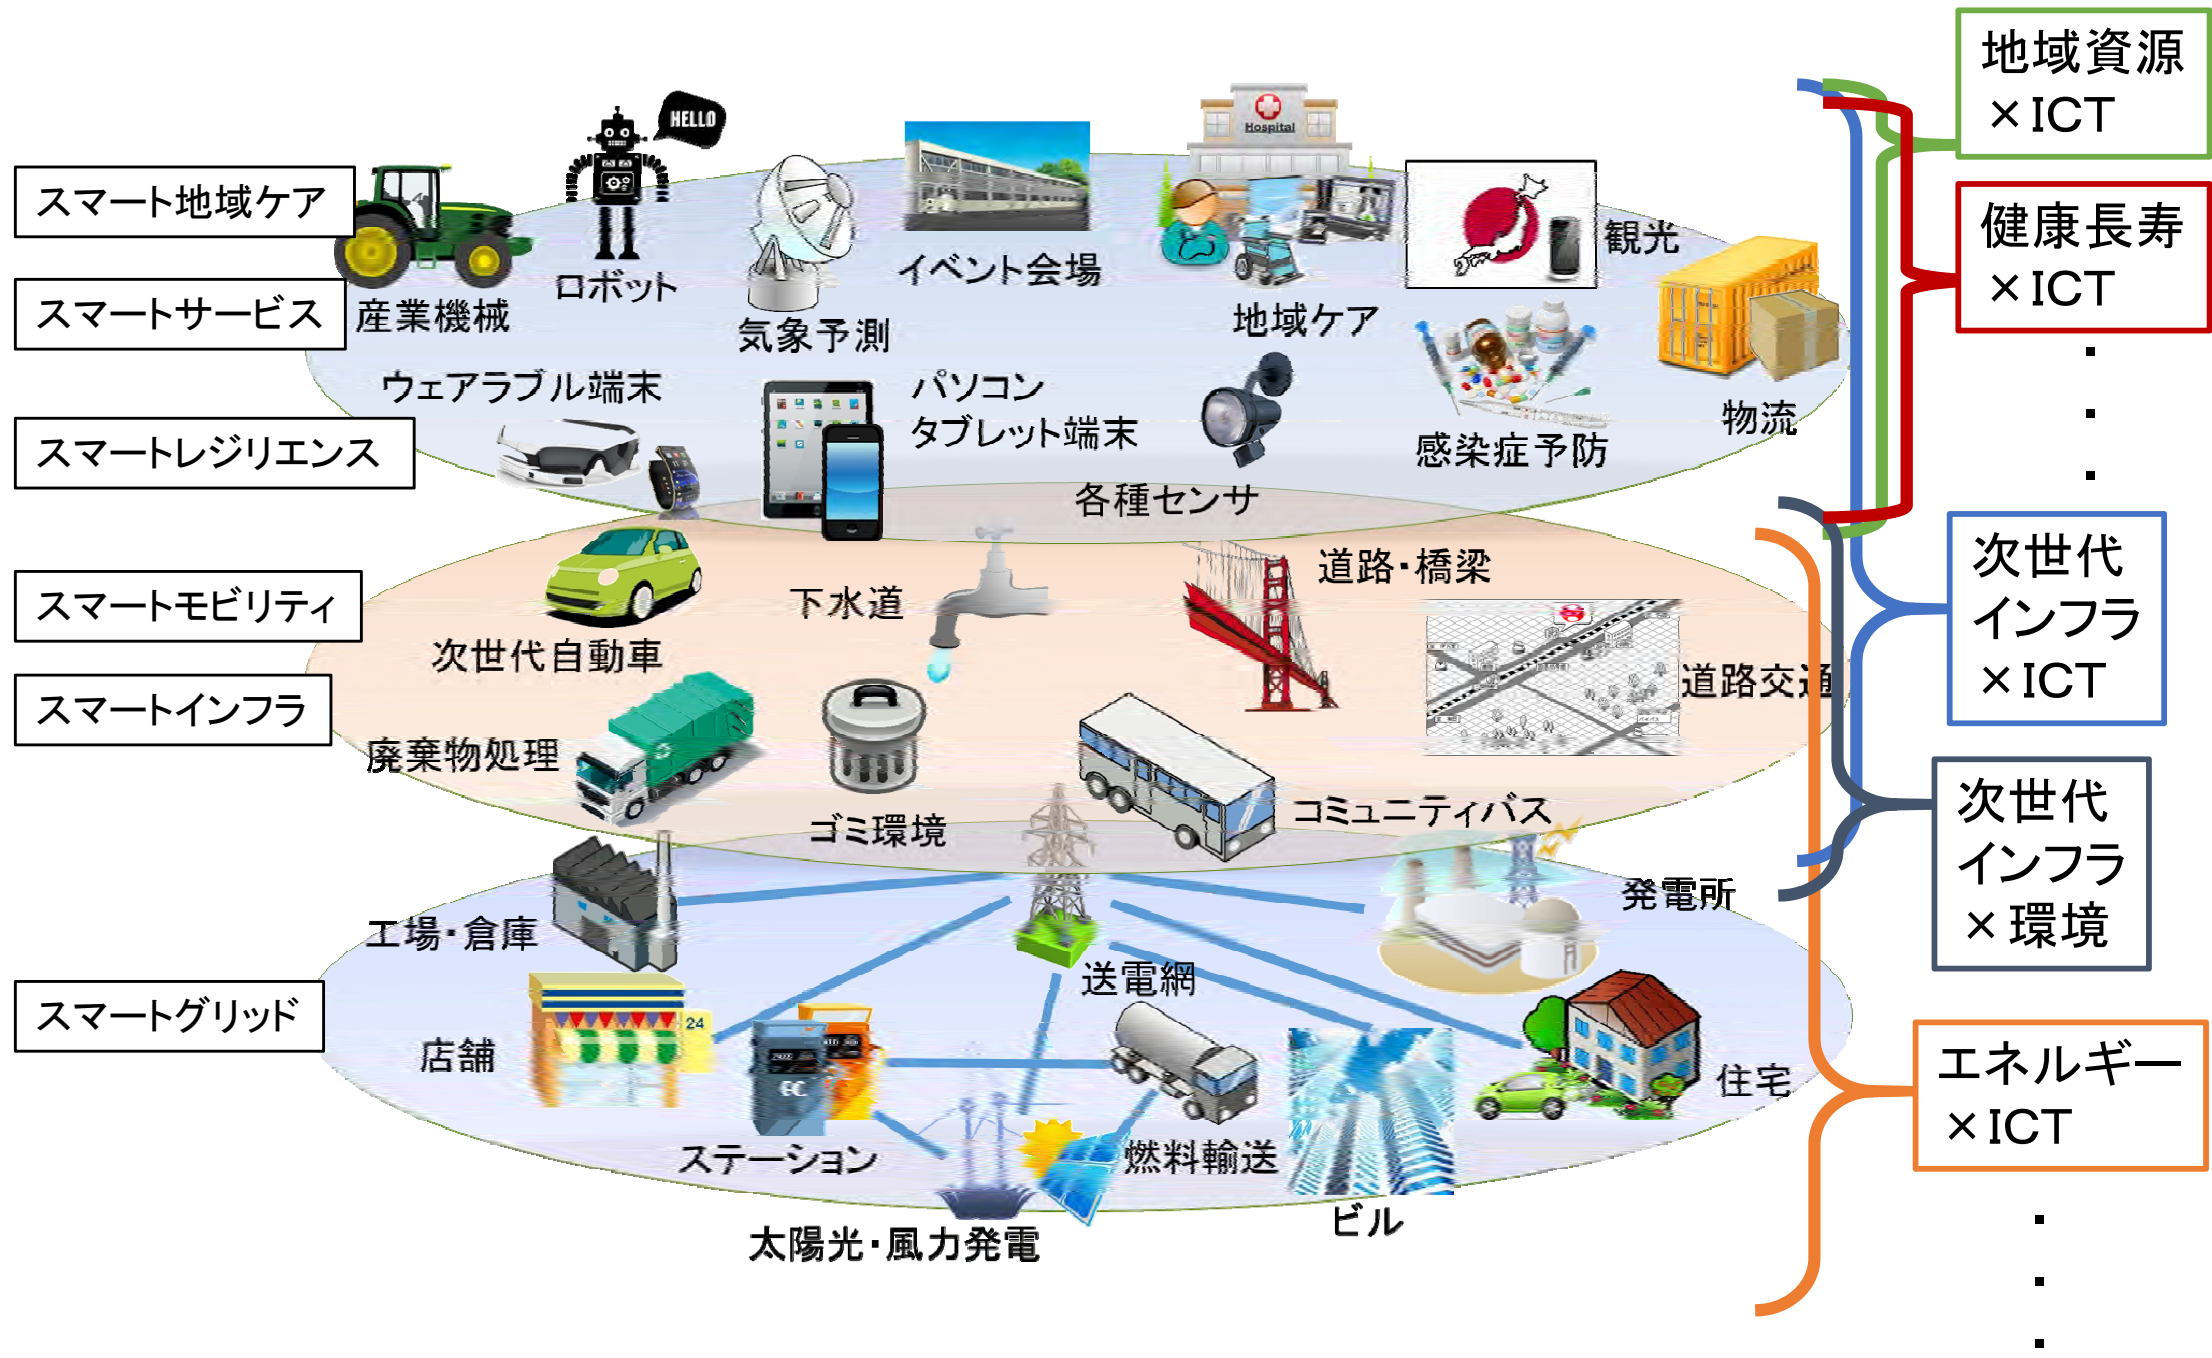 地域資源
×ICT
健康長寿
×ICT
次世代
インフラ
×ICT
次世代
インフラ
×環境
エネルギー
×ICT
スマート地域ケア
スマートサービス
スマートレジリエンス
スマートモビリティ
スマートインフラ
スマートグリッド
HELLO
Hospital
産業機械
ロボット
気象予測
イベント会場
地域ケア
観光
物流
ウェアラブル端末
パソコン
タブレット端末
各種センサ
感染症予防
次世代自動車
下水道
道路・橋梁
道路交通
廃棄物処理
ゴミ環境
コミュニティバス
工場・倉庫
送電網
発電所
店舗
24
ステーション
EC
燃料輸送
住宅
太陽光・風力発電
ビル